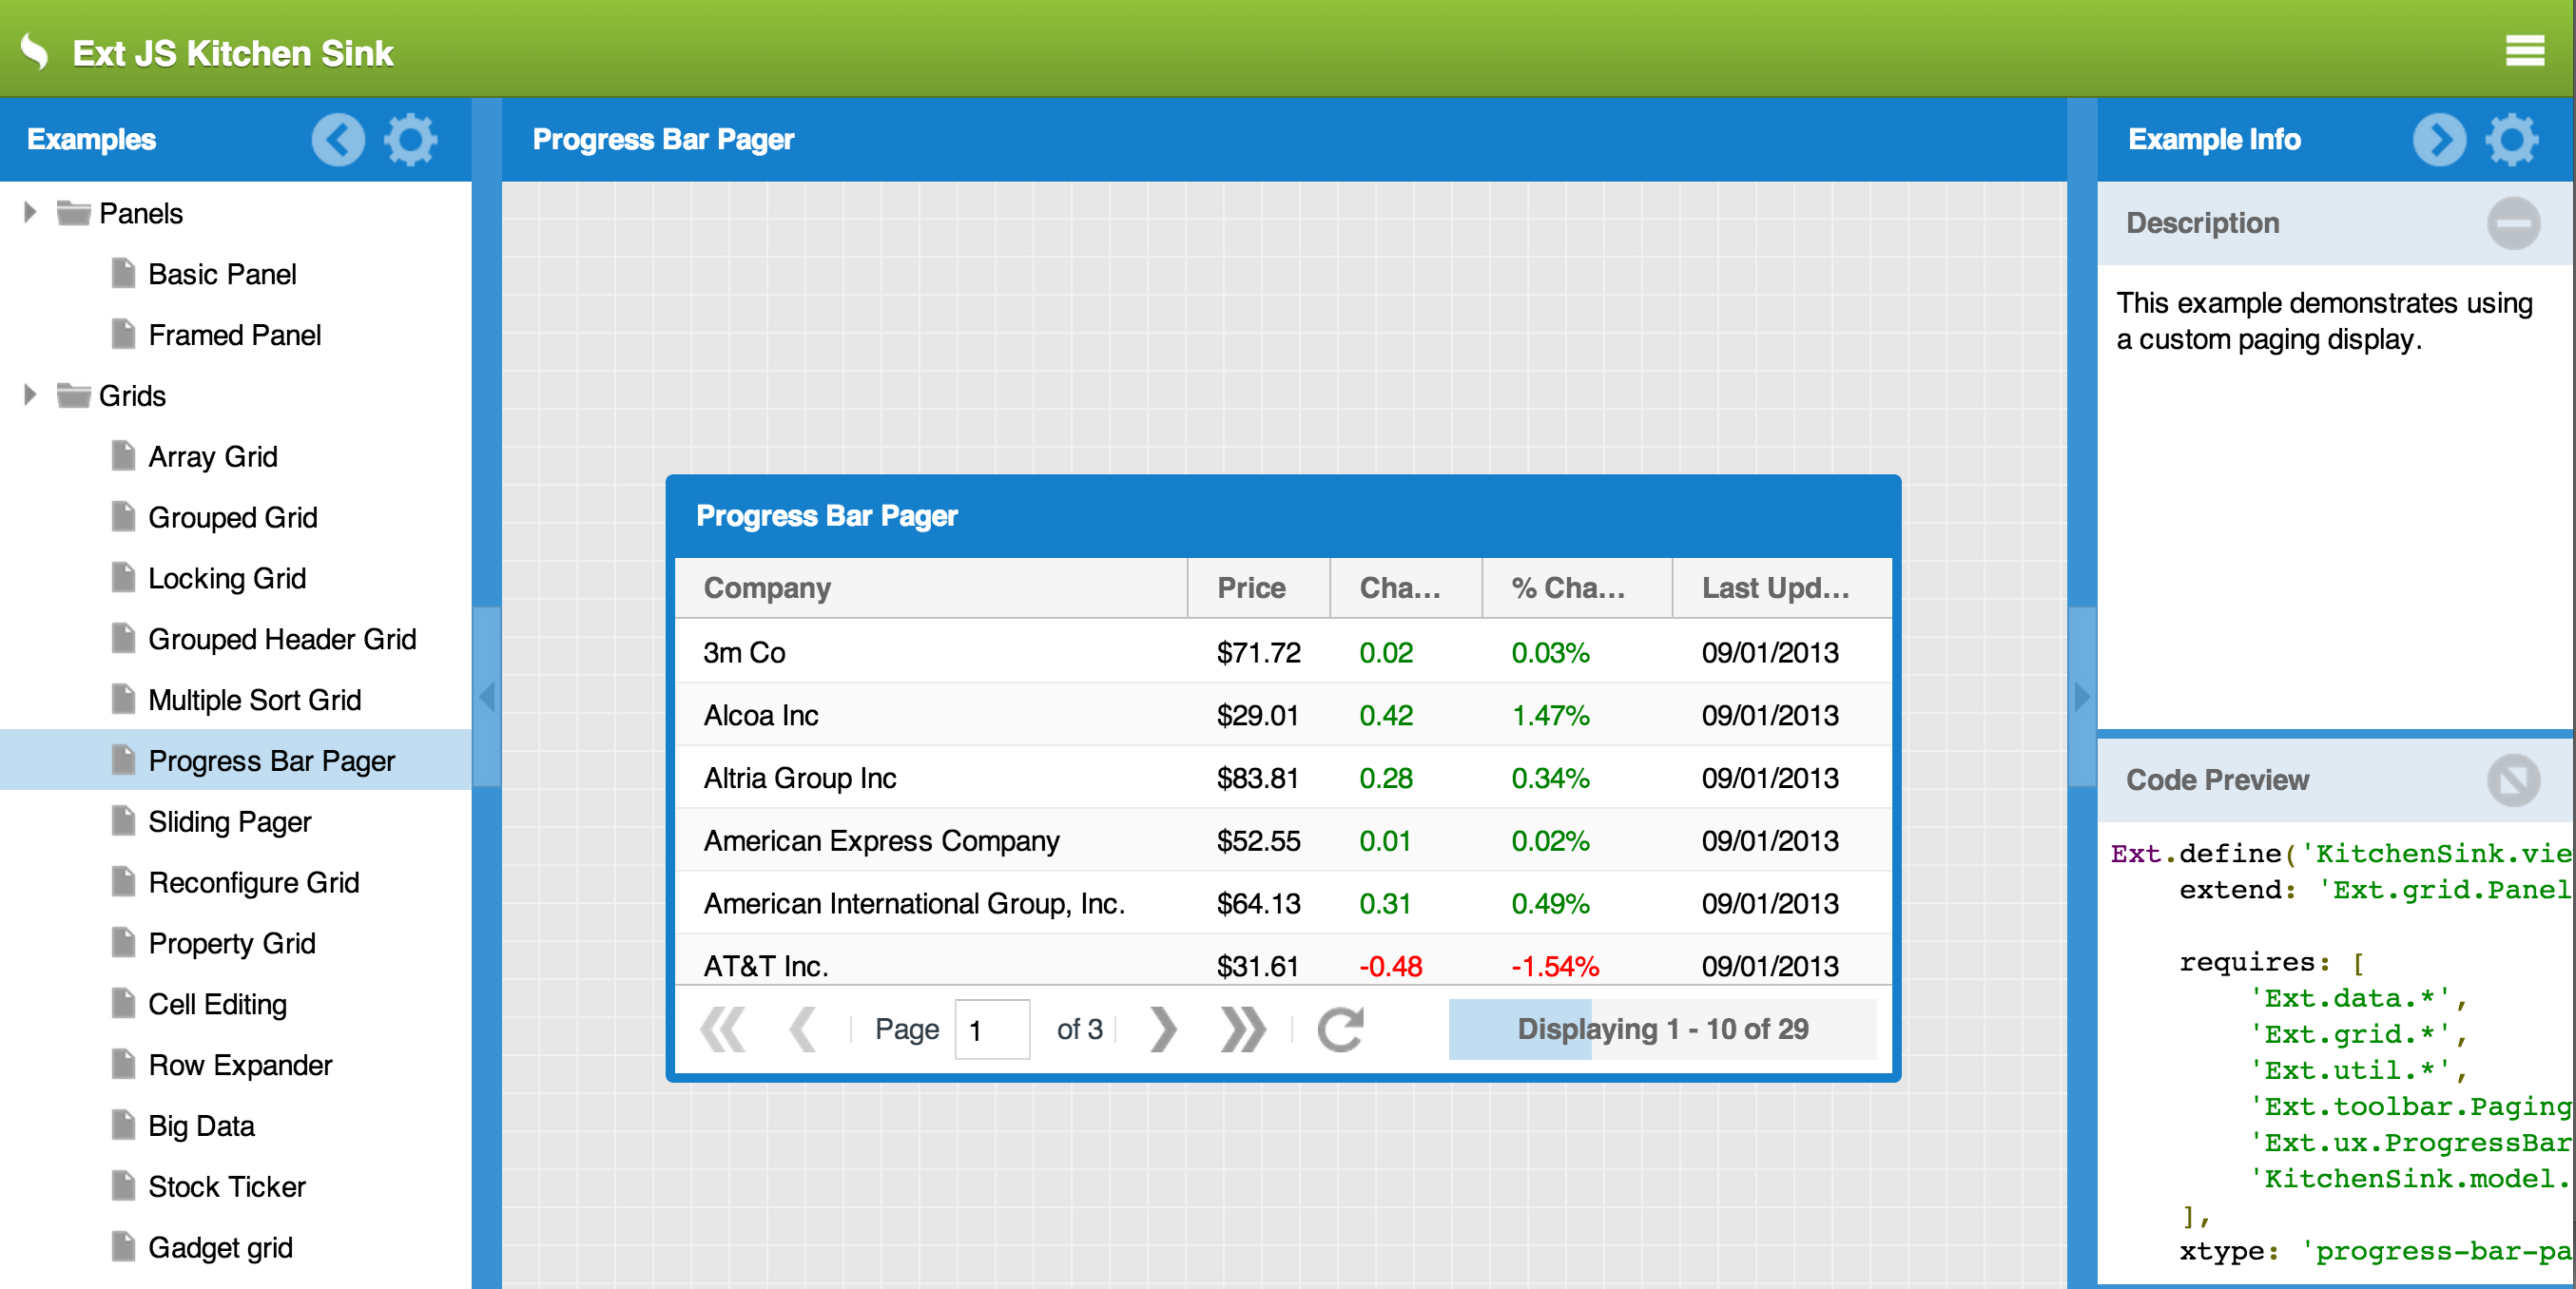 Ext JS Kitchen Sink
Examples
Panels
Basic Panel
Framed Panel
Grids
Array Grid
Grouped Grid
Locking Grid
Grouped Header Grid
Multiple Sort Grid
Progress Bar Pager
Sliding Pager
Reconfigure Grid
Property Grid
Cell Editing
Row Expander
Big Data
Stock Ticker
Gadget grid
Progress Bar Pager
Progress Bar Pager
Company Price Cha... % Cha... Last Upd...
3m Co $71.72 0.02 0.03% 09/01/2013
Alcoa Inc $29.01 0.42 1.47% 09/01/2013
Altria Group Inc $83.81 0.28 0.34% 09/01/2013
American Express Company $52.55 0.01 0.02% 09/01/2013
American International Group, Inc. $64.13 0.31 0.49% 09/01/2013
AT&T Inc. $31.61 -0.48 -1.54% 09/01/2013
Page 1 of 3 Displaying 1 - 10 of 29
Example Info
Description
This example demonstrates using
a custom paging display.
Code Preview
Ext.define('KitchenSink.vie
extend: 'Ext.grid.Panel
requires: [
'Ext.data.*',
'Ext.grid.*',
'Ext.util.*',
'Ext.toolbar.Paging
'Ext.ux.ProgressBar
'KitchenSink.model.
],
xtype: 'progress-bar-pa